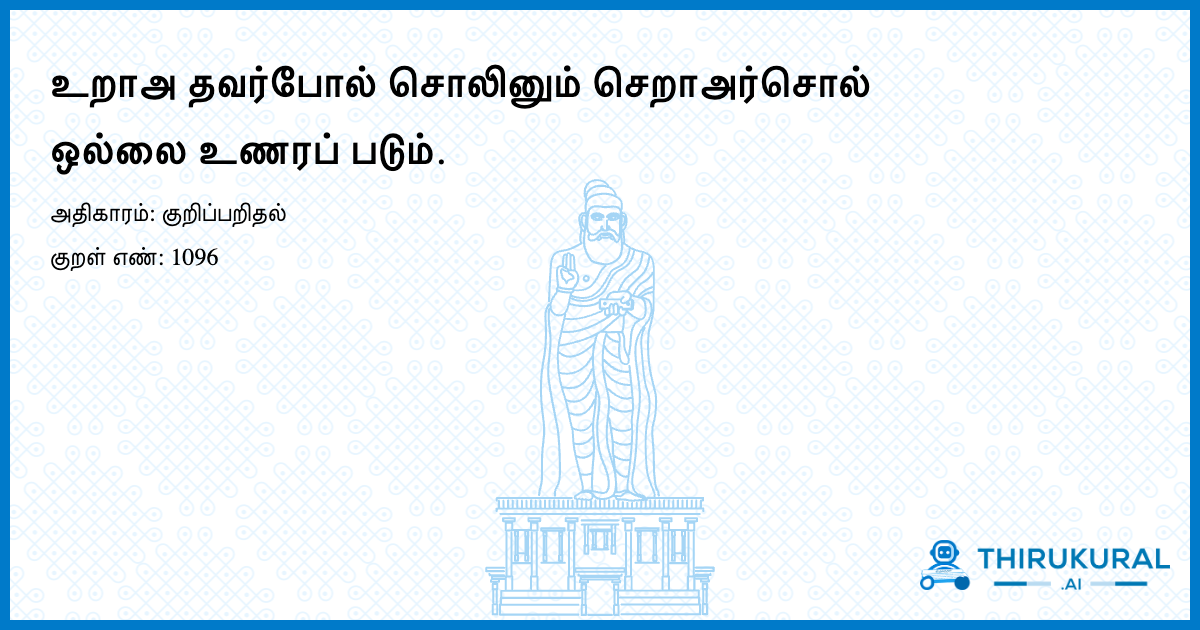 உறாஅ தவர்போல் சொலினும் செறாஅர்சொல்
ஒல்லை உணரப் படும்.
அதிகாரம்: குறிப்பறிதல்
குறள் எண்: 1096
THIRUKURAL
.AI